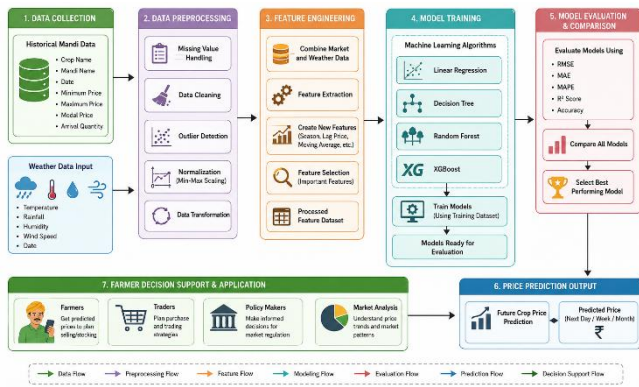 1. DATA COLLECTION
Historical Mandi Data
• Crop Name
• Mandi Name
• Date
• Minimum Price
• Maximum Price
• Modal Price
• Arrival Quantity
Weather Data Input
• Temperature
• Rainfall
• Humidity
• Wind Speed
• Date
2. DATA PREPROCESSING
Missing Value
Handling
Data Cleaning
Outlier Detection
Normalization
(Min-Max Scaling)
Data Transformation
3. FEATURE ENGINEERING
Combine Market
and Weather Data
Feature Extraction
Create New Features
(Season, Lag Price,
Moving Average, etc.)
Feature Selection
(Important Features)
Processed
Feature Dataset
4. MODEL TRAINING
Machine Learning Algorithms
Linear Regression
Decision Tree
Random Forest
XG
XGBoost
Train Models
(Using Training Dataset)
Models Ready for
Evaluation
5. MODEL EVALUATION
& COMPARISON
Evaluate Models Using
• RMSE
• MAE
• MAPE
• R² Score
• Accuracy
Compare All Models
Select Best
Performing Model
7. FARMER DECISION SUPPORT & APPLICATION
Farmers
Get predicted
prices to plan
selling/stocking
Traders
Plan purchase
and trading
strategies
Policy Makers
Make informed
decisions for
market regulation
Market Analysis
Understand price
trends and market
patterns
6. PRICE PREDICTION OUTPUT
Future Crop Price
Prediction
Predicted Price
(Next Day / Week / Month)
₹
Data Flow
Preprocessing Flow
Feature Flow
Modeling Flow
Evaluation Flow
Prediction Flow
Decision Support Flow